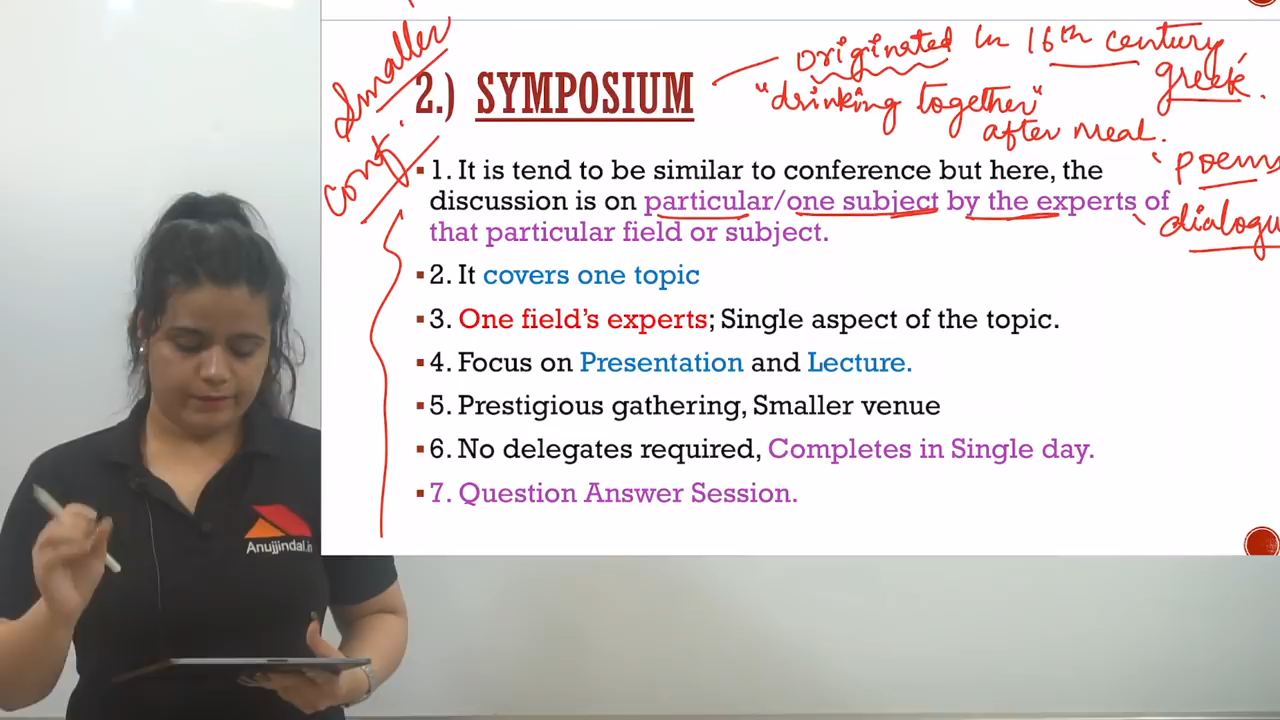 Smaller
Conf.
originated in 16th century
greek.
"drinking together"
after meal.
poems
dialogu
2.) SYMPOSIUM
▪ 1. It is tend to be similar to conference but here, the
discussion is on particular/one subject by the experts of
that particular field or subject.
▪ 2. It covers one topic
▪ 3. One field's experts; Single aspect of the topic.
▪ 4. Focus on Presentation and Lecture.
▪ 5. Prestigious gathering, Smaller venue
▪ 6. No delegates required, Completes in Single day.
▪ 7. Question Answer Session.
Anujjindal.in